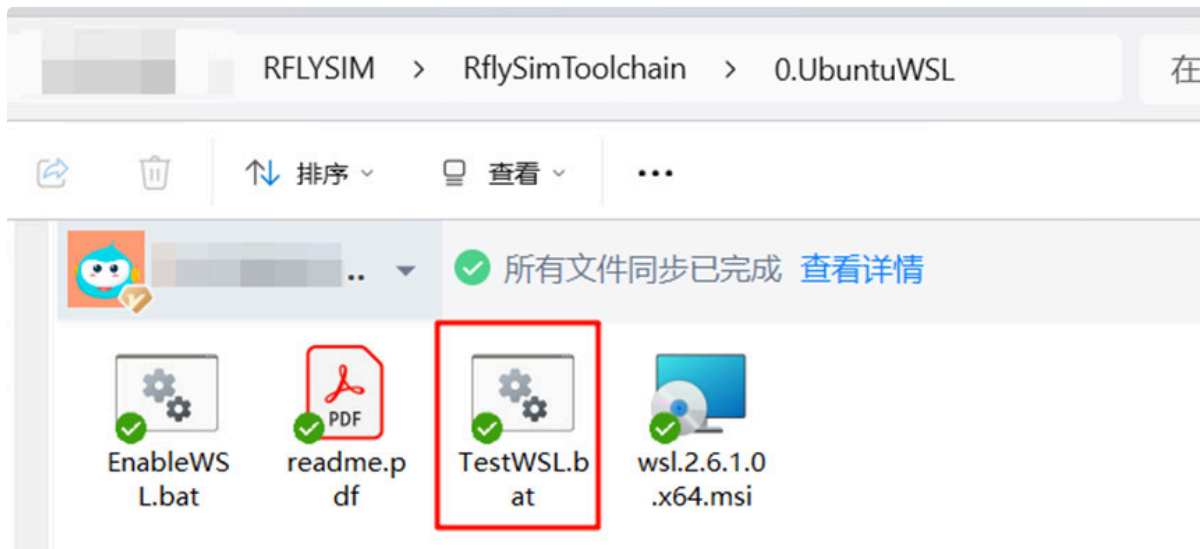 RFLYSIM > RflySimToolchain > 0.UbuntuWSL 在
排序 查看 •••
.. 所有文件同步已完成 查看详情
PDF
EnableWS readme.p TestWSL.b wsl.2.6.1.0
L.bat df at .x64.msi